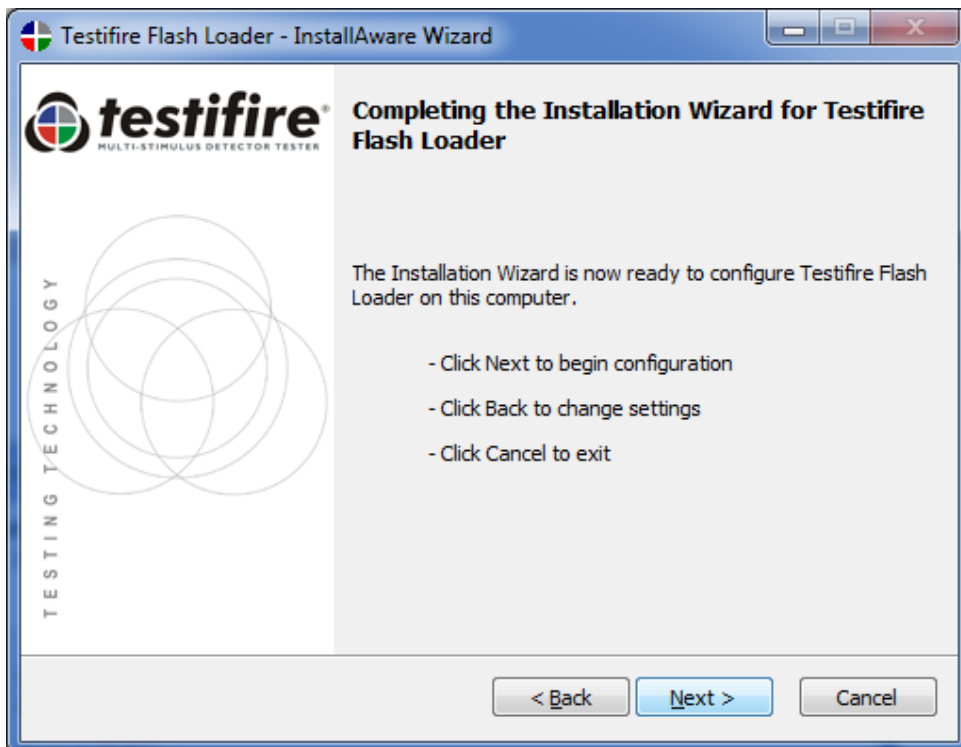 Testifire Flash Loader - InstallAware Wizard
testifire®
MULTI-STIMULUS DETECTOR TESTER
TESTING TECHNOLOGY
Completing the Installation Wizard for Testifire
Flash Loader
The Installation Wizard is now ready to configure Testifire Flash
Loader on this computer.
- Click Next to begin configuration
- Click Back to change settings
- Click Cancel to exit
< Back
Next >
Cancel